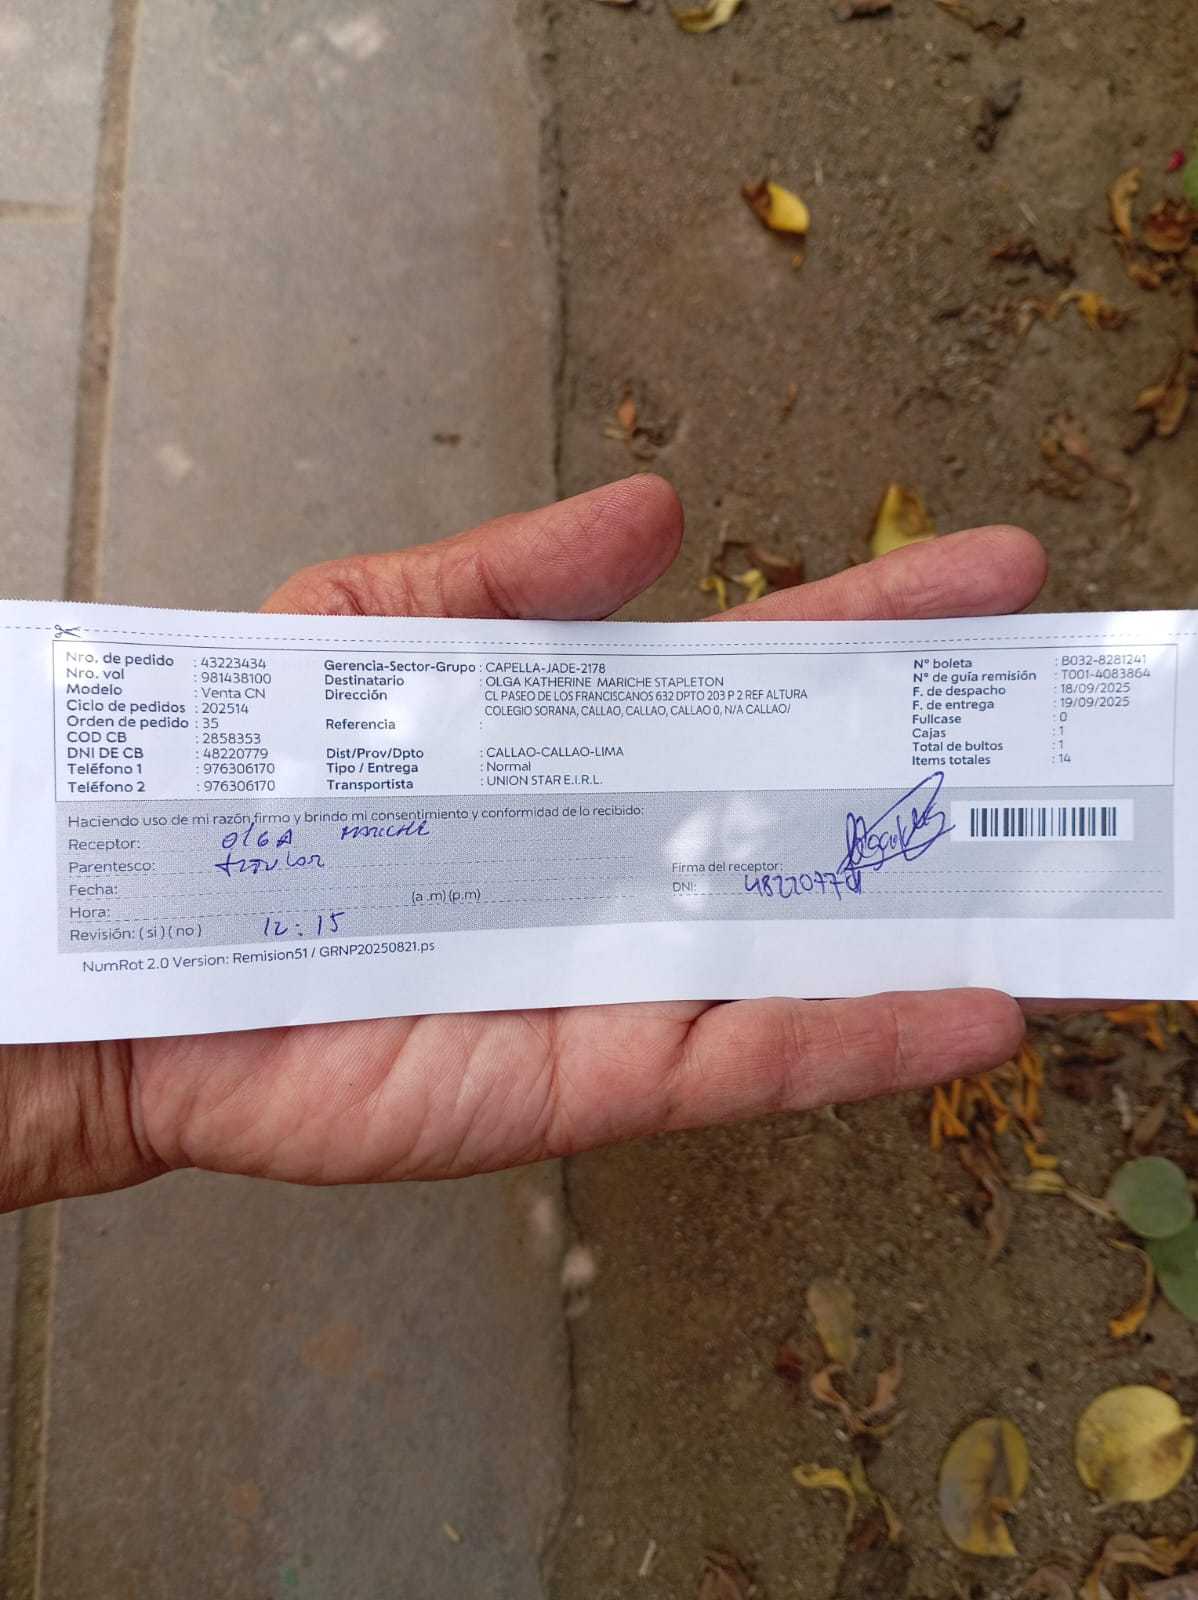 Nro. de pedido : 43223434
Nro. vol : 981438100
Modelo : Venta CN
Ciclo de pedidos : 202514
Orden de pedido : 35
COD CB : 2858353
DNI DE CB : 48220779
Teléfono 1 : 976306170
Teléfono 2 : 976306170
Gerencia-Sector-Grupo : CAPELLA-JADE-2178
Destinatario : OLGA KATHERINE MARICHE STAPLETON
Dirección CL PASEO DE LOS FRANCISCANOS 632 DPTO 203 P 2 REF ALTURA
COLEGIO SORANA, CALLAO, CALLAO, CALLAO 0, N/A CALLAO/
Referencia :
Dist/Prov/Dpto : CALLAO-CALLAO-LIMA
Tipo / Entrega : Normal
Transportista : UNION STAR E.I.R.L.
N° boleta : B032-8281241
N° de guía remisión : T001-4083864
F. de despacho : 18/09/2025
F. de entrega : 19/09/2025
Fullcase : 0
Cajas : 1
Total de bultos : 1
Items totales : 14
Haciendo uso de mi razón firmo y brindo mi consentimiento y conformidad de lo recibido:
Receptor: OlGA MARICHE
Parentesco: titulor
Fecha:
Hora: (a .m) (p.m)
Revisión: ( si ) ( no ) 12:15
Firma del receptor:
DNI: 48220779
NumRot 2.0 Version: Remision51 / GRNP20250821.ps